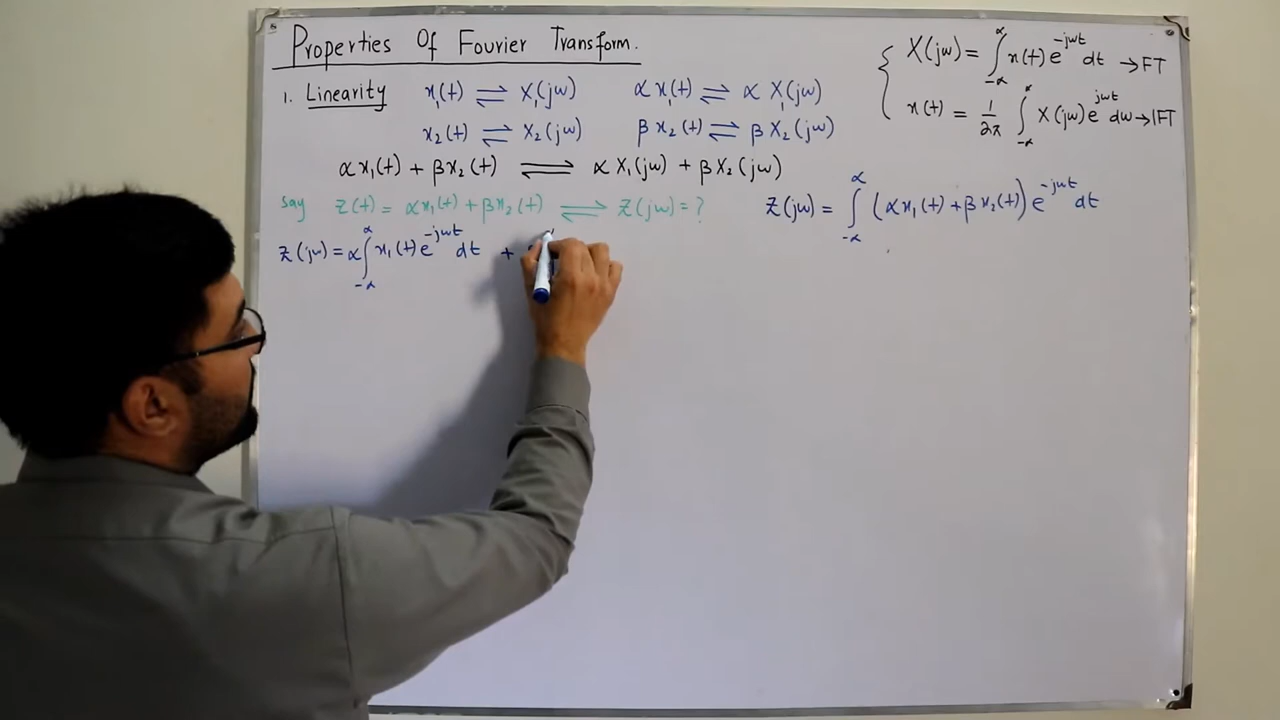 Properties Of Fourier Transform.
X(jω) = ∫_{-α}^{α} x(t) e^{-jωt} dt → FT
x(t) = 1/2π ∫_{-α}^{α} X(jω) e^{jωt} dω → IFT
1. Linearity x₁(t) ⇌ X₁(jω) α x₁(t) ⇌ α X₁(jω)
x₂(t) ⇌ X₂(jω) β x₂(t) ⇌ β X₂(jω)
α x₁(t) + β x₂(t) ⇌ α X₁(jω) + β X₂(jω)
say z(t) = α x₁(t) + β x₂(t) ⇌ Z(jω) = ? Z(jω) = ∫_{-α}^{α} (α x₁(t) + β x₂(t)) e^{-jωt} dt
Z(jω) = α ∫_{-α}^{α} x₁(t) e^{-jωt} dt +